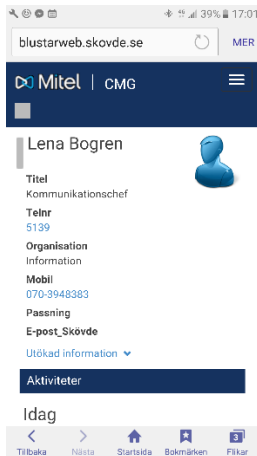 39% 17:01
blustarweb.skovde.se MER
Mitel | CMG
Lena Bogren
Titel
Kommunikationschef
Telnr
5139
Organisation
Information
Mobil
070-3948383
Passning
E-post_Skövde
Utökad information
Aktiviteter
Idag
3
Tillbaka Nästa Startsida Bokmärken Flikar